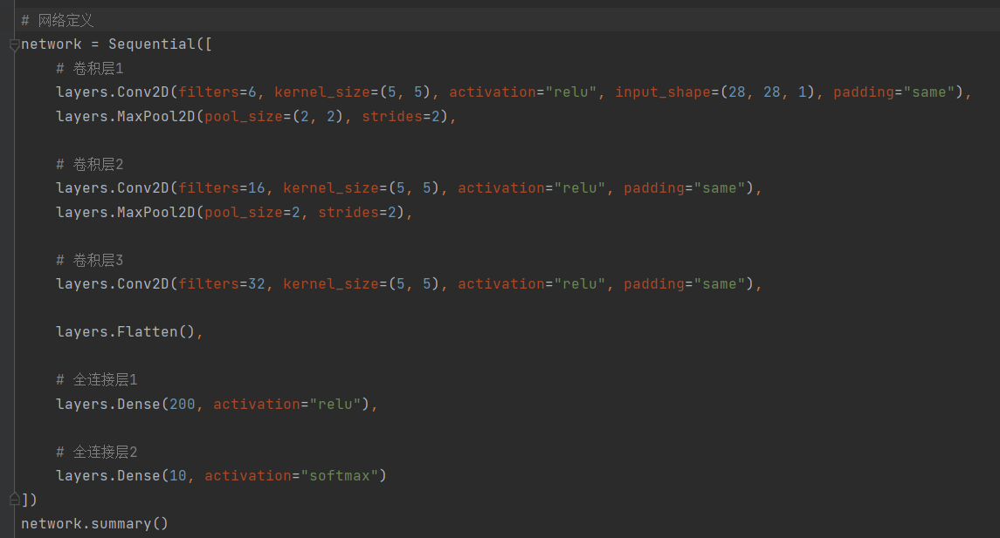 # 网络定义
network = Sequential([
    # 卷积层1
    layers.Conv2D(filters=6, kernel_size=(5, 5), activation="relu", input_shape=(28, 28, 1), padding="same"),
    layers.MaxPool2D(pool_size=(2, 2), strides=2),

    # 卷积层2
    layers.Conv2D(filters=16, kernel_size=(5, 5), activation="relu", padding="same"),
    layers.MaxPool2D(pool_size=2, strides=2),

    # 卷积层3
    layers.Conv2D(filters=32, kernel_size=(5, 5), activation="relu", padding="same"),

    layers.Flatten(),

    # 全连接层1
    layers.Dense(200, activation="relu"),

    # 全连接层2
    layers.Dense(10, activation="softmax")
])
network.summary()